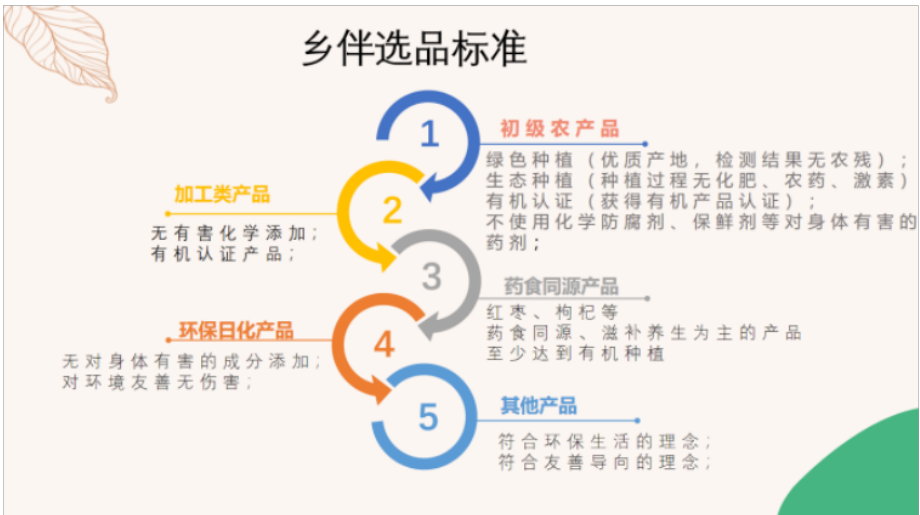 乡伴选品标准
1
初级农产品
绿色种植（优质产地，检测结果无农残）；
生态种植（种植过程无化肥、农药、激素）
有机认证（获得有机产品认证）；
不使用化学防腐剂、保鲜剂等对身体有害的
药剂；
2
加工类产品
无有害化学添加；
有机认证产品；
3
药食同源产品
红枣、枸杞等
药食同源、滋补养生为主的产品
至少达到有机种植
4
环保日化产品
无对身体有害的成分添加；
对环境友善无伤害；
5
其他产品
符合环保生活的理念；
符合友善导向的理念；